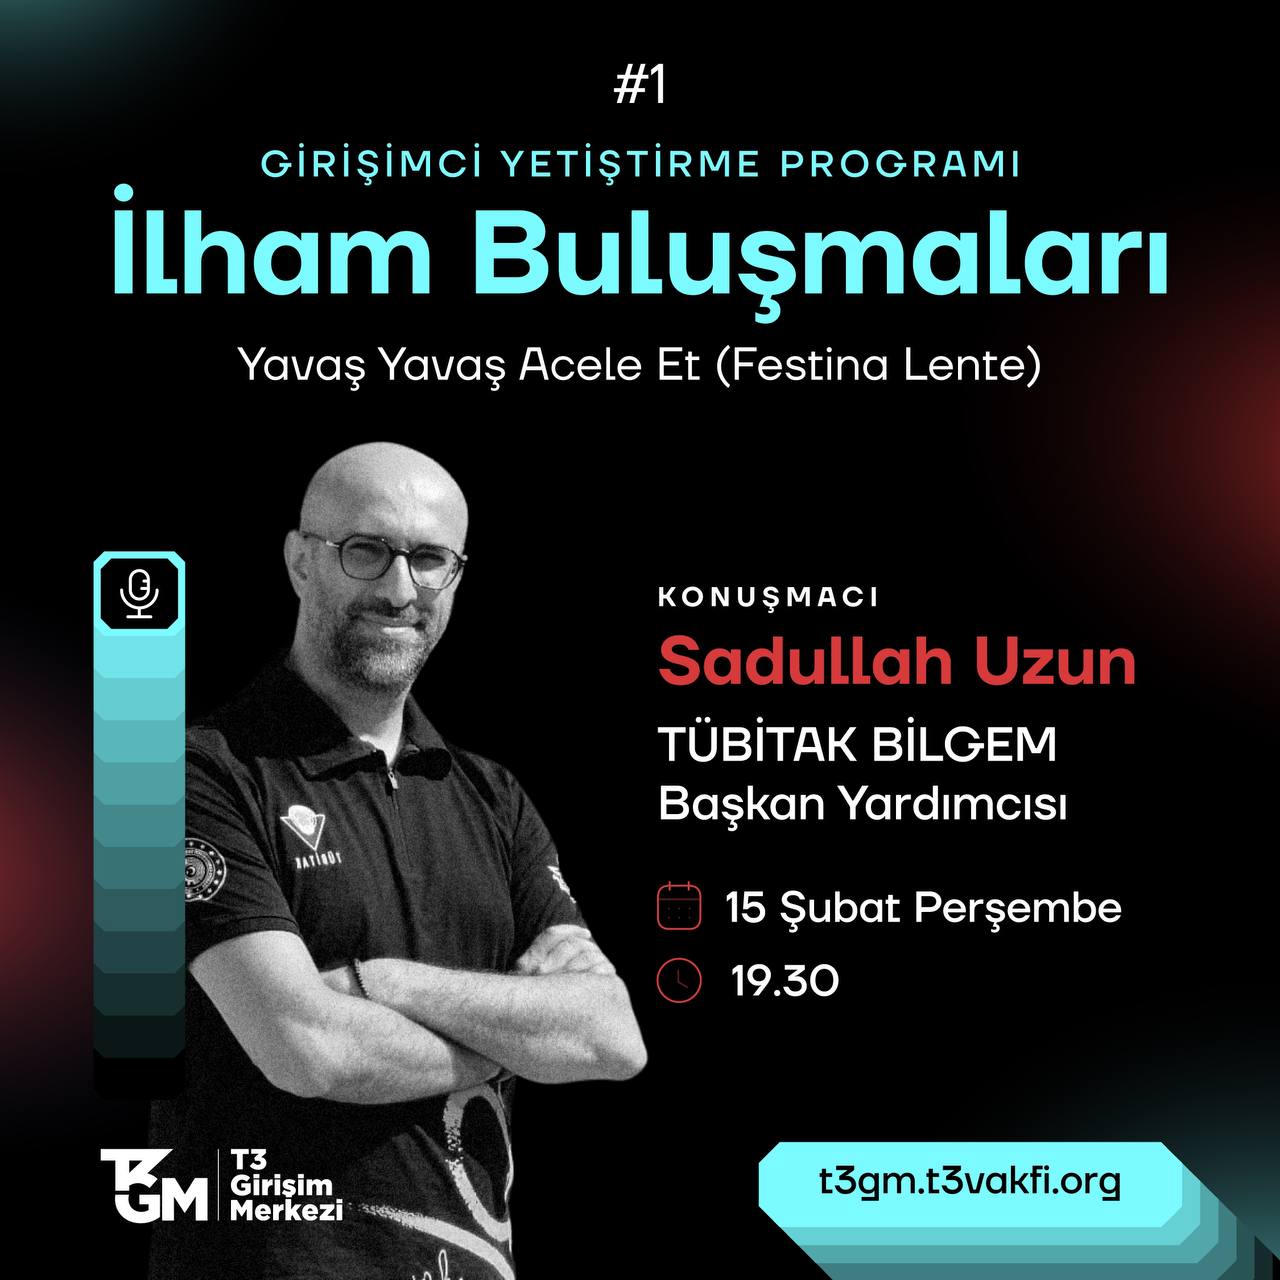 #1
GİRİŞİMCİ YETİŞTİRME PROGRAMI
İlham Buluşmaları
Yavaş Yavaş Acele Et (Festina Lente)
KONUŞMACI
Sadullah Uzun
TÜBİTAK BİLGEM
Başkan Yardımcısı
15 Şubat Perşembe
19.30
T3 GM
T3
Girişim
Merkezi
t3gm.t3vakfi.org